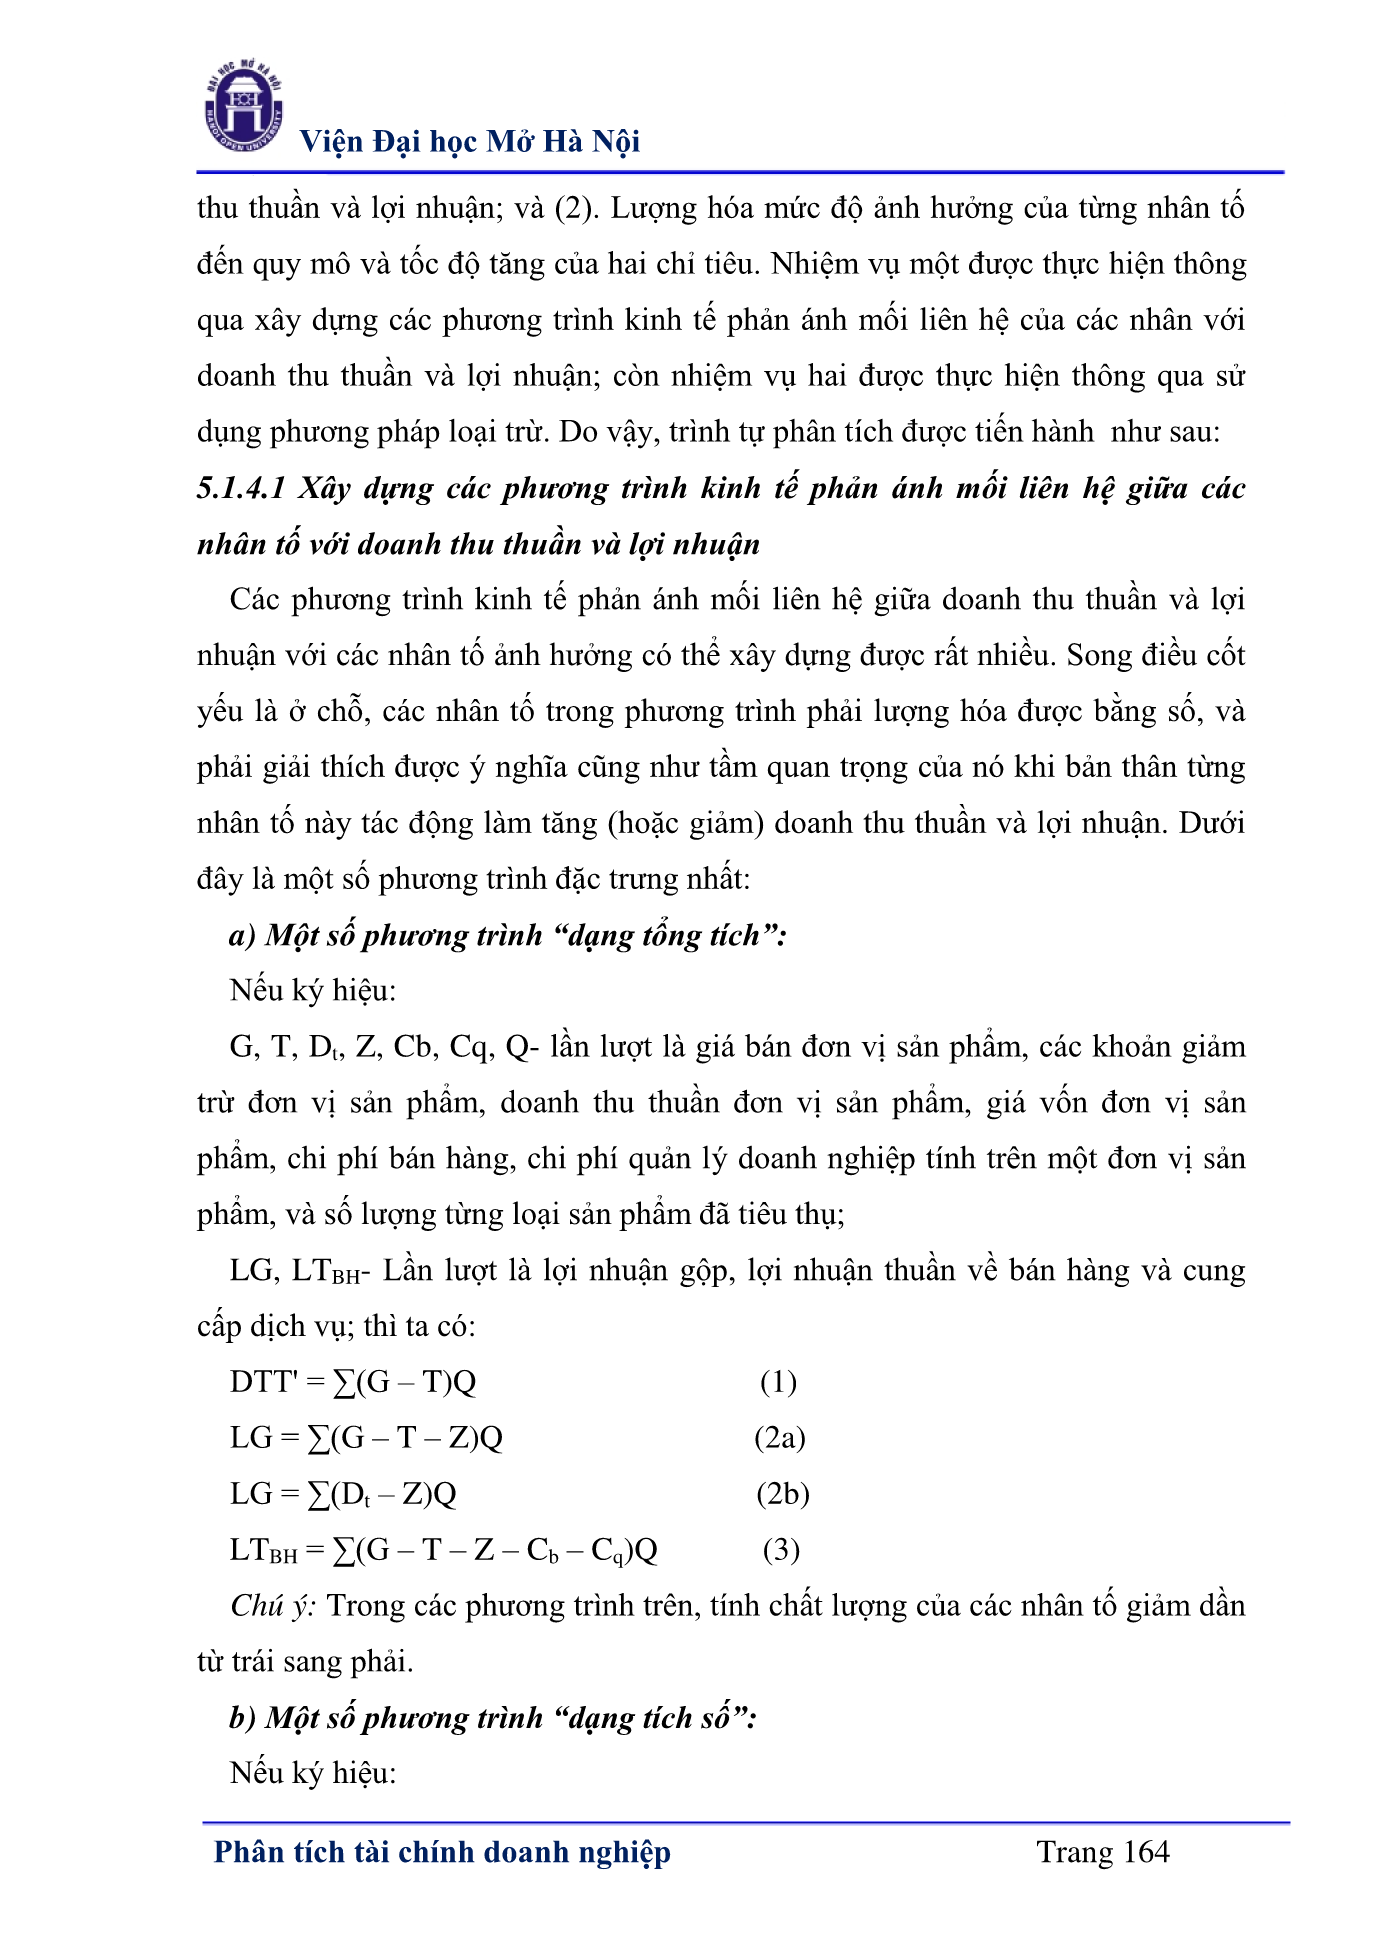 ĐẠI HỌC MỞ HÀ NỘI
HANOI OPEN UNIVERSITY
Viện Đại học Mở Hà Nội
thu thuần và lợi nhuận; và (2). Lượng hóa mức độ ảnh hưởng của từng nhân tố
đến quy mô và tốc độ tăng của hai chỉ tiêu. Nhiệm vụ một được thực hiện thông
qua xây dựng các phương trình kinh tế phản ánh mối liên hệ của các nhân với
doanh thu thuần và lợi nhuận; còn nhiệm vụ hai được thực hiện thông qua sử
dụng phương pháp loại trừ. Do vậy, trình tự phân tích được tiến hành  như sau:
5.1.4.1 Xây dựng các phương trình kinh tế phản ánh mối liên hệ giữa các
nhân tố với doanh thu thuần và lợi nhuận
Các phương trình kinh tế phản ánh mối liên hệ giữa doanh thu thuần và lợi
nhuận với các nhân tố ảnh hưởng có thể xây dựng được rất nhiều. Song điều cốt
yếu là ở chỗ, các nhân tố trong phương trình phải lượng hóa được bằng số, và
phải giải thích được ý nghĩa cũng như tầm quan trọng của nó khi bản thân từng
nhân tố này tác động làm tăng (hoặc giảm) doanh thu thuần và lợi nhuận. Dưới
đây là một số phương trình đặc trưng nhất:
a) Một số phương trình “dạng tổng tích”:
Nếu ký hiệu:
G, T, Dt, Z, Cb, Cq, Q- lần lượt là giá bán đơn vị sản phẩm, các khoản giảm
trừ đơn vị sản phẩm, doanh thu thuần đơn vị sản phẩm, giá vốn đơn vị sản
phẩm, chi phí bán hàng, chi phí quản lý doanh nghiệp tính trên một đơn vị sản
phẩm, và số lượng từng loại sản phẩm đã tiêu thụ;
LG, LTBH- Lần lượt là lợi nhuận gộp, lợi nhuận thuần về bán hàng và cung
cấp dịch vụ; thì ta có:
DTT' = ∑(G – T)Q (1)
LG = ∑(G – T – Z)Q (2a)
LG = ∑(Dt – Z)Q (2b)
LTBH = ∑(G – T – Z – Cb – Cq)Q (3)
Chú ý: Trong các phương trình trên, tính chất lượng của các nhân tố giảm dần
từ trái sang phải.
b) Một số phương trình “dạng tích số”:
Nếu ký hiệu:
Phân tích tài chính doanh nghiệp Trang 164